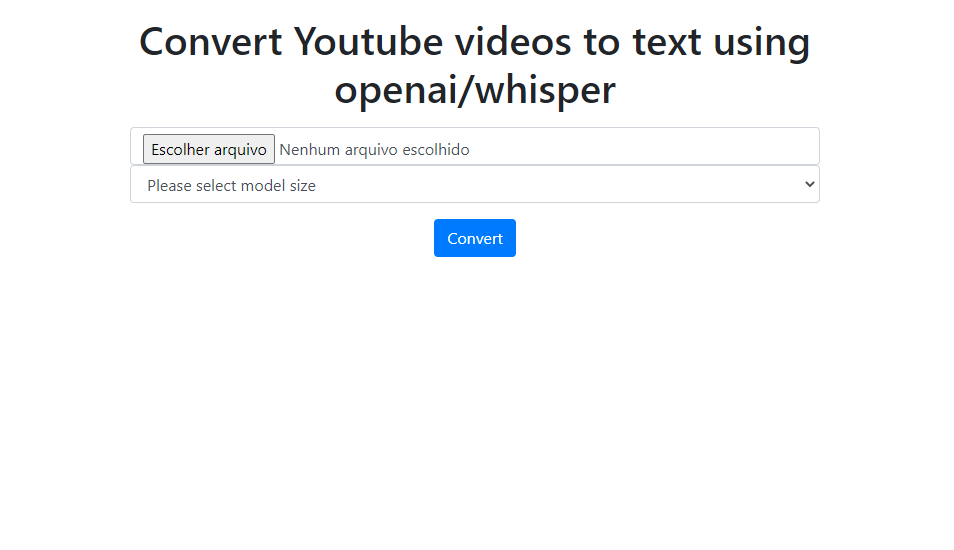 Convert Youtube videos to text using
openai/whisper
Escolher arquivo Nenhum arquivo escolhido
Please select model size
Convert